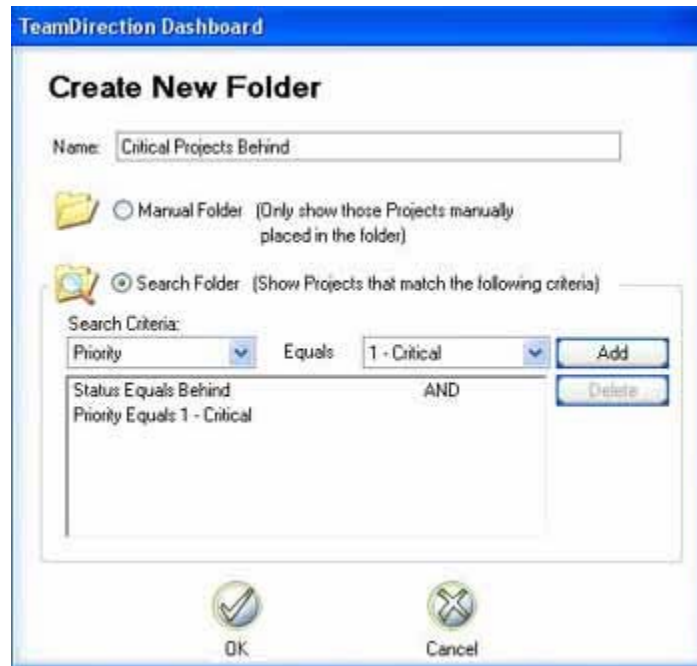 TeamDirection Dashboard
Create New Folder
Name: Critical Projects Behind
Manual Folder (Only show those Projects manually
placed in the folder)
Search Folder (Show Projects that match the following criteria)
Search Criteria:
Priority Equals 1 - Critical Add
Status Equals Behind AND Delete
Priority Equals 1 - Critical
OK Cancel